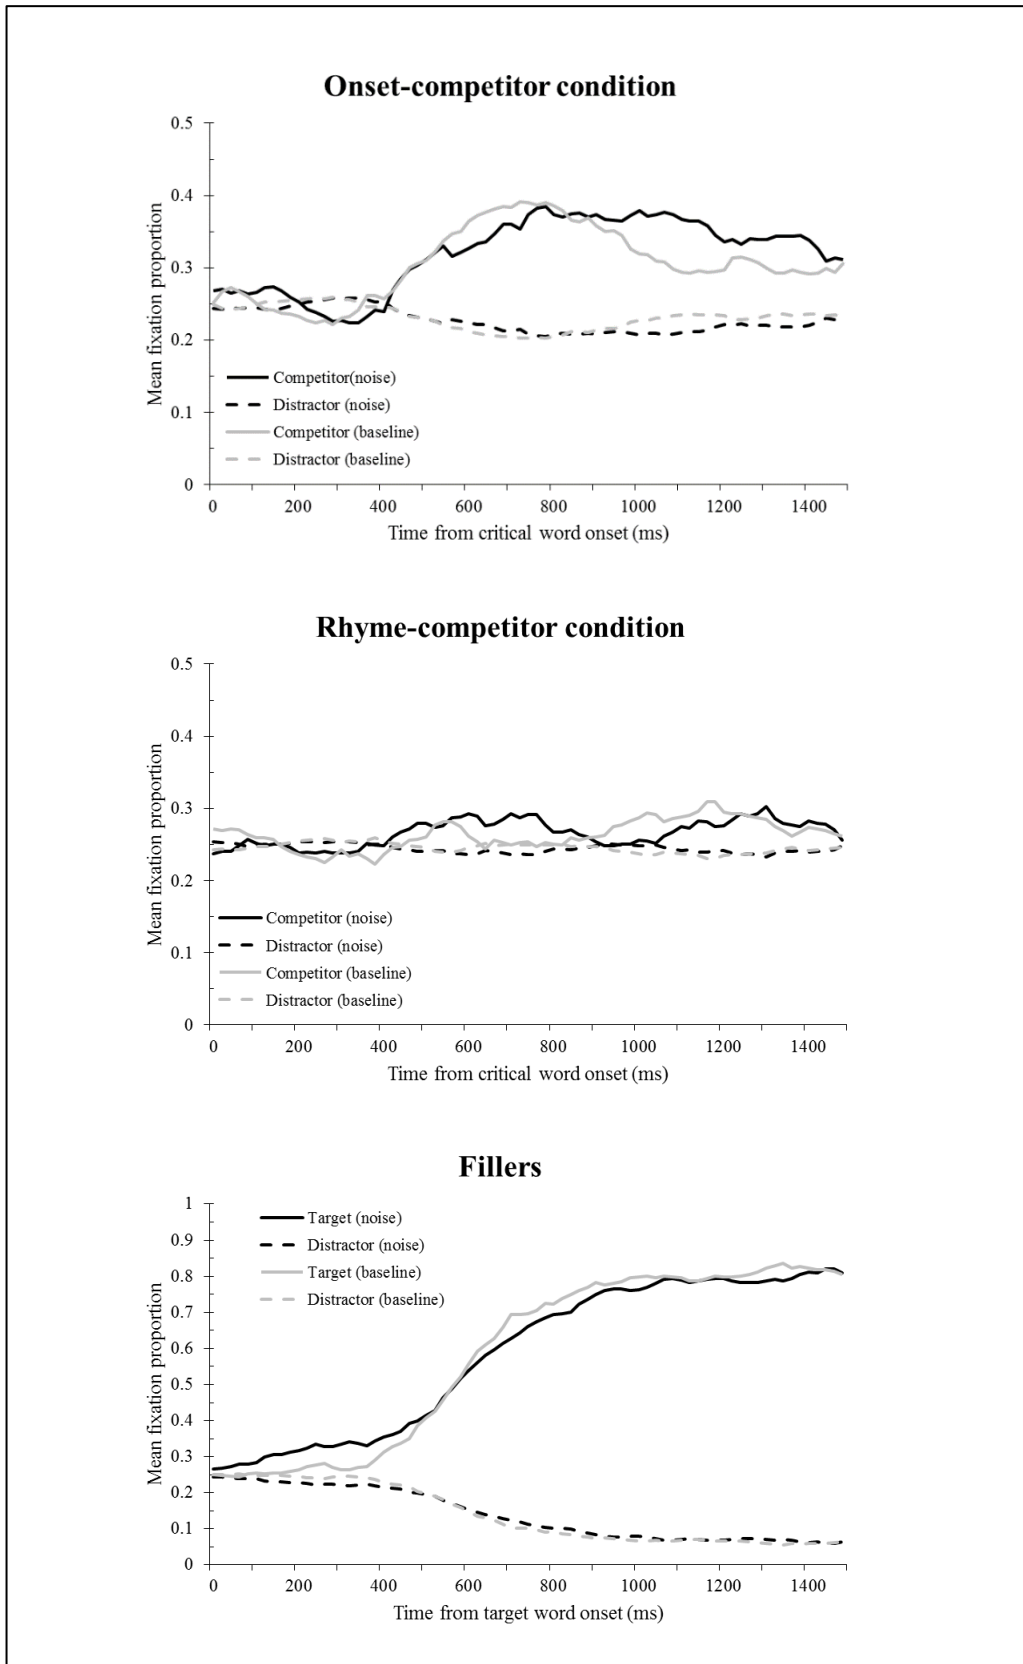 Onset-competitor condition
0.5
0.4
0.3
0.2
0.1
0
Mean fixation proportion
Competitor(noise)
Distractor (noise)
Competitor (baseline)
Distractor (baseline)
0 200 400 600 800 1000 1200 1400
Time from critical word onset (ms)
Rhyme-competitor condition
0.5
0.4
0.3
0.2
0.1
0
Mean fixation proportion
Competitor (noise)
Distractor (noise)
Competitor (baseline)
Distractor (baseline)
0 200 400 600 800 1000 1200 1400
Time from critical word onset (ms)
Fillers
1
0.9
0.8
0.7
0.6
0.5
0.4
0.3
0.2
0.1
0
Mean fixation proportion
Target (noise)
Distractor (noise)
Target (baseline)
Distractor (baseline)
0 200 400 600 800 1000 1200 1400
Time from target word onset (ms)